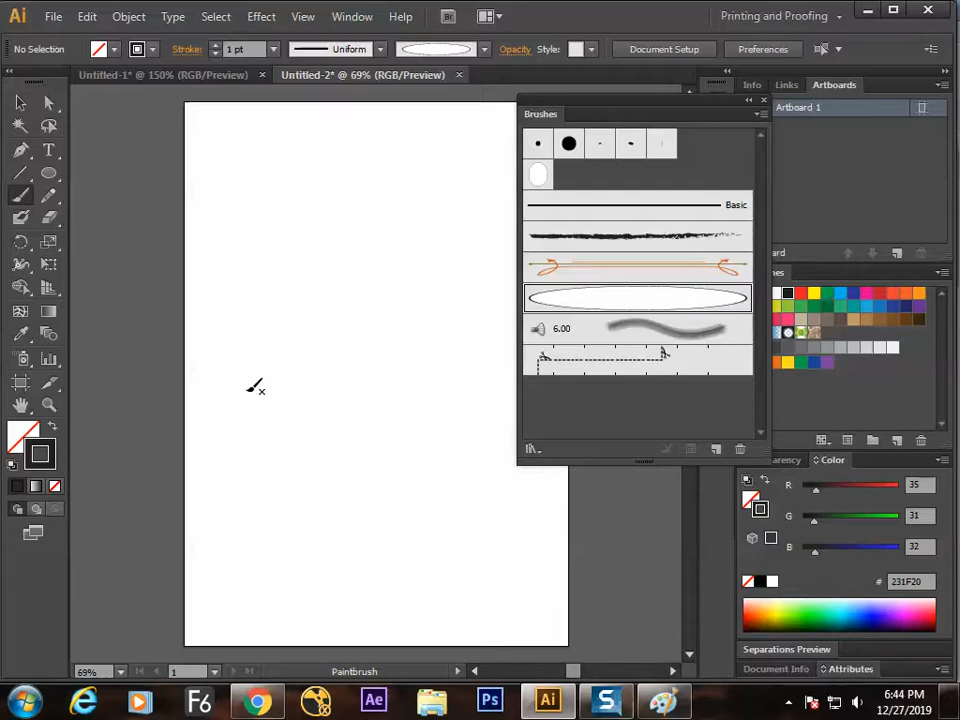 Ai File Edit Object Type Select Effect View Window Help Br Printing and Proofing
No Selection Stroke: 1 pt Uniform Opacity Style: Document Setup Preferences
Untitled-1* @ 150% (RGB/Preview) Untitled-2* @ 69% (RGB/Preview) Info Links Artboards
Artboard 1
Brushes
Basic
6.00
Color
R 35
G 31
B 32
# 231F20
Separations Preview
Document Info Attributes
69% 1 Paintbrush
F6 Ae Ps Ai S
6:44 PM
12/27/2019